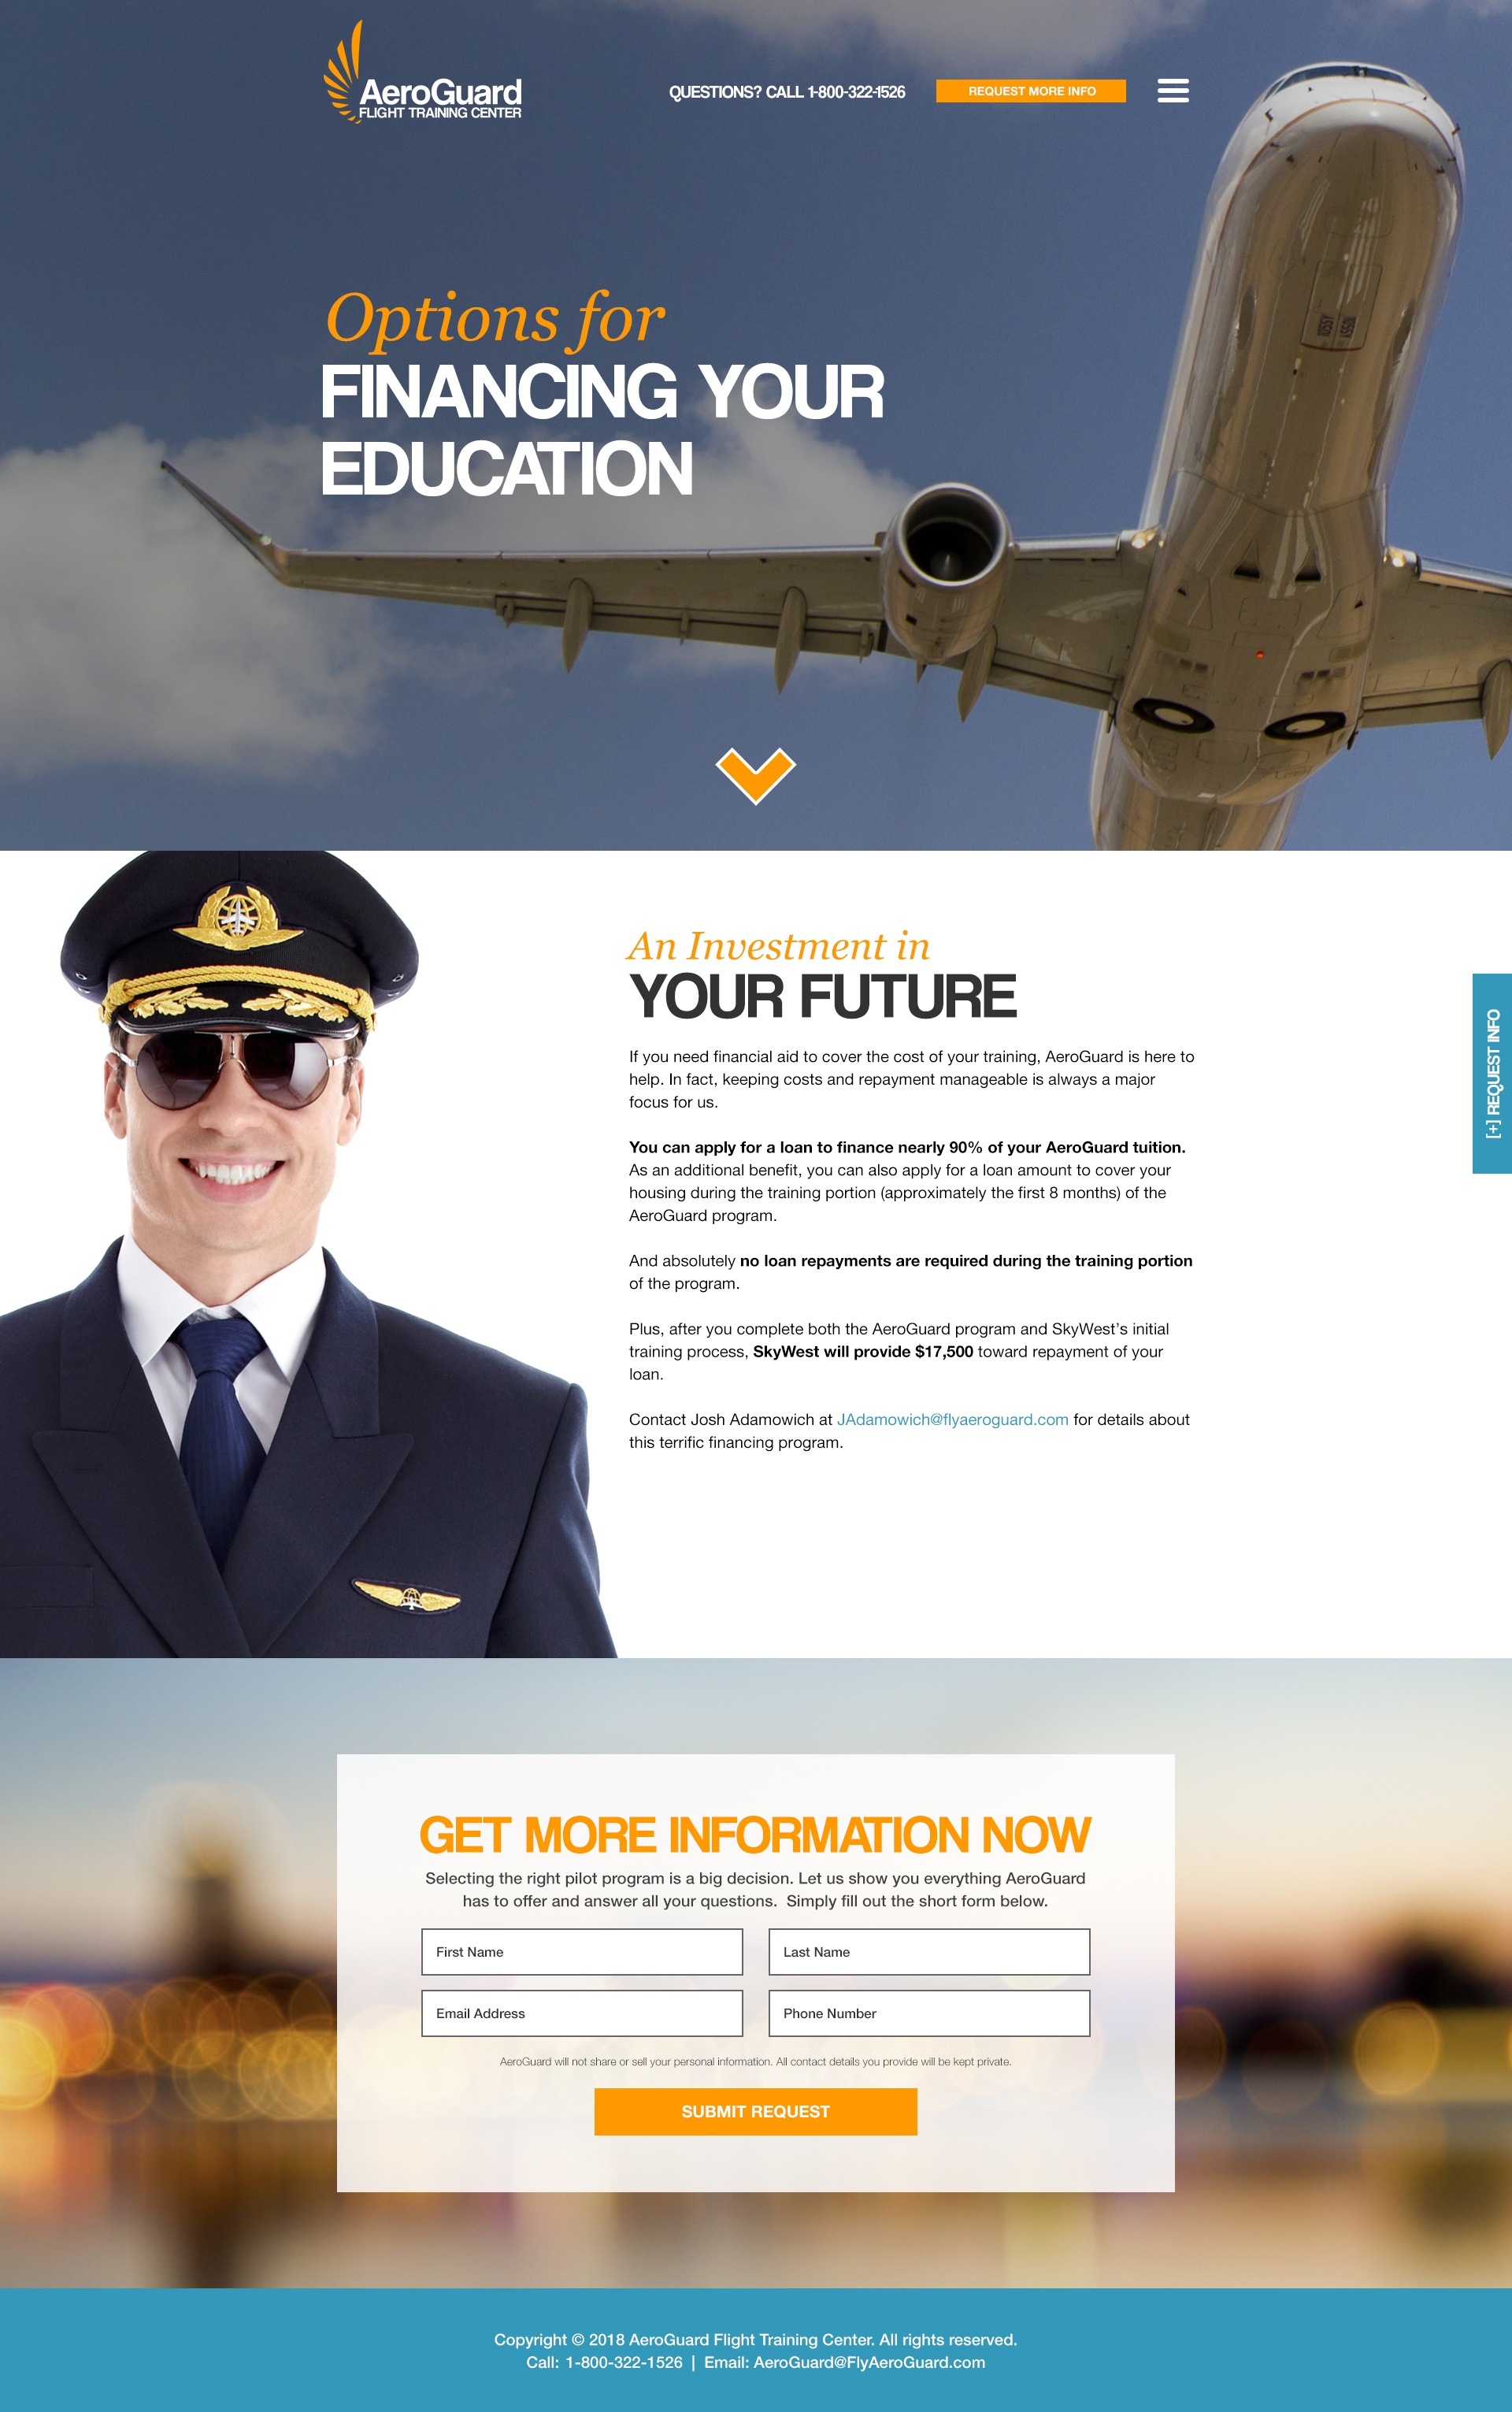 AeroGuard
FLIGHT TRAINING CENTER
QUESTIONS? CALL 1-800-322-1526
REQUEST MORE INFO
Options for
FINANCING YOUR
EDUCATION
An Investment in
YOUR FUTURE
If you need financial aid to cover the cost of your training, AeroGuard is here to
help. In fact, keeping costs and repayment manageable is always a major
focus for us.
You can apply for a loan to finance nearly 90% of your AeroGuard tuition.
As an additional benefit, you can also apply for a loan amount to cover your
housing during the training portion (approximately the first 8 months) of the
AeroGuard program.
And absolutely no loan repayments are required during the training portion
of the program.
Plus, after you complete both the AeroGuard program and SkyWest’s initial
training process, SkyWest will provide $17,500 toward repayment of your
loan.
Contact Josh Adamowich at JAdamowich@flyaeroguard.com for details about
this terrific financing program.
[+] REQUEST INFO
GET MORE INFORMATION NOW
Selecting the right pilot program is a big decision. Let us show you everything AeroGuard
has to offer and answer all your questions.  Simply fill out the short form below.
First Name
Last Name
Email Address
Phone Number
AeroGuard will not share or sell your personal information. All contact details you provide will be kept private.
SUBMIT REQUEST
Copyright © 2018 AeroGuard Flight Training Center. All rights reserved.
Call: 1-800-322-1526  |  Email: AeroGuard@FlyAeroGuard.com